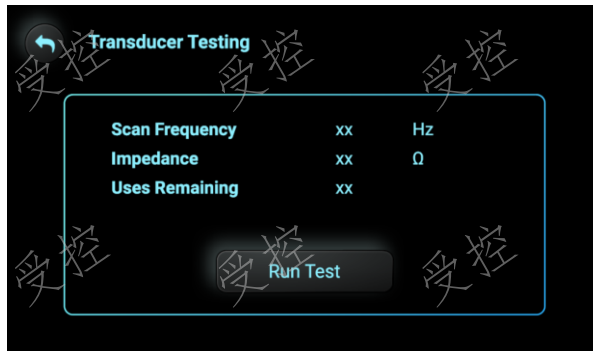 Transducer Testing
Scan Frequency xx Hz
Impedance xx Ω
Uses Remaining xx
Run Test
受控
受控
受控
受控
受控
受控